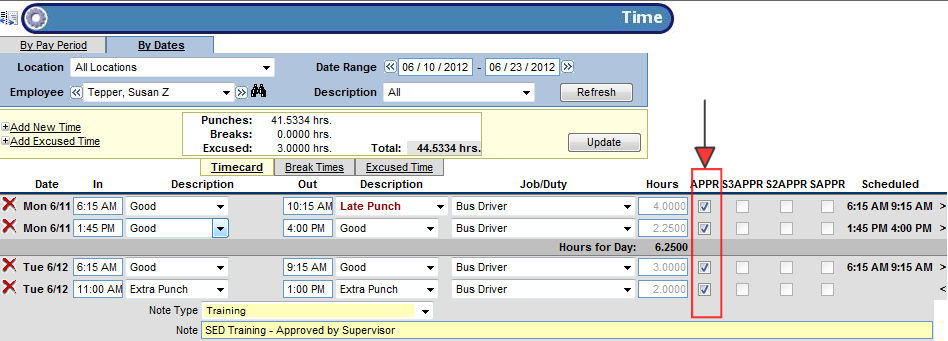 Time
By Pay Period By Dates
Location All Locations Date Range 06 / 10 / 2012 - 06 / 23 / 2012
Employee Tepper, Susan Z Description All Refresh
Add New Time
Add Excused Time
Punches: 41.5334 hrs.
Breaks: 0.0000 hrs.
Excused: 3.0000 hrs. Total: 44.5334 hrs.
Update
Timecard Break Times Excused Time
Date In Description Out Description Job/Duty Hours APPR S3APPR S2APPR SAPPR Scheduled
Mon 6/11 6:15 AM Good 10:15 AM Late Punch Bus Driver 4.0000 6:15 AM 9:15 AM >
Mon 6/11 1:45 PM Good 4:00 PM Good Bus Driver 2.2500 1:45 PM 4:00 PM >
Hours for Day: 6.2500
Tue 6/12 6:15 AM Good 9:15 AM Good Bus Driver 3.0000 6:15 AM 9:15 AM >
Tue 6/12 11:00 AM Extra Punch 1:00 PM Extra Punch Bus Driver 2.0000 <
Note Type Training
Note SED Training - Approved by Supervisor